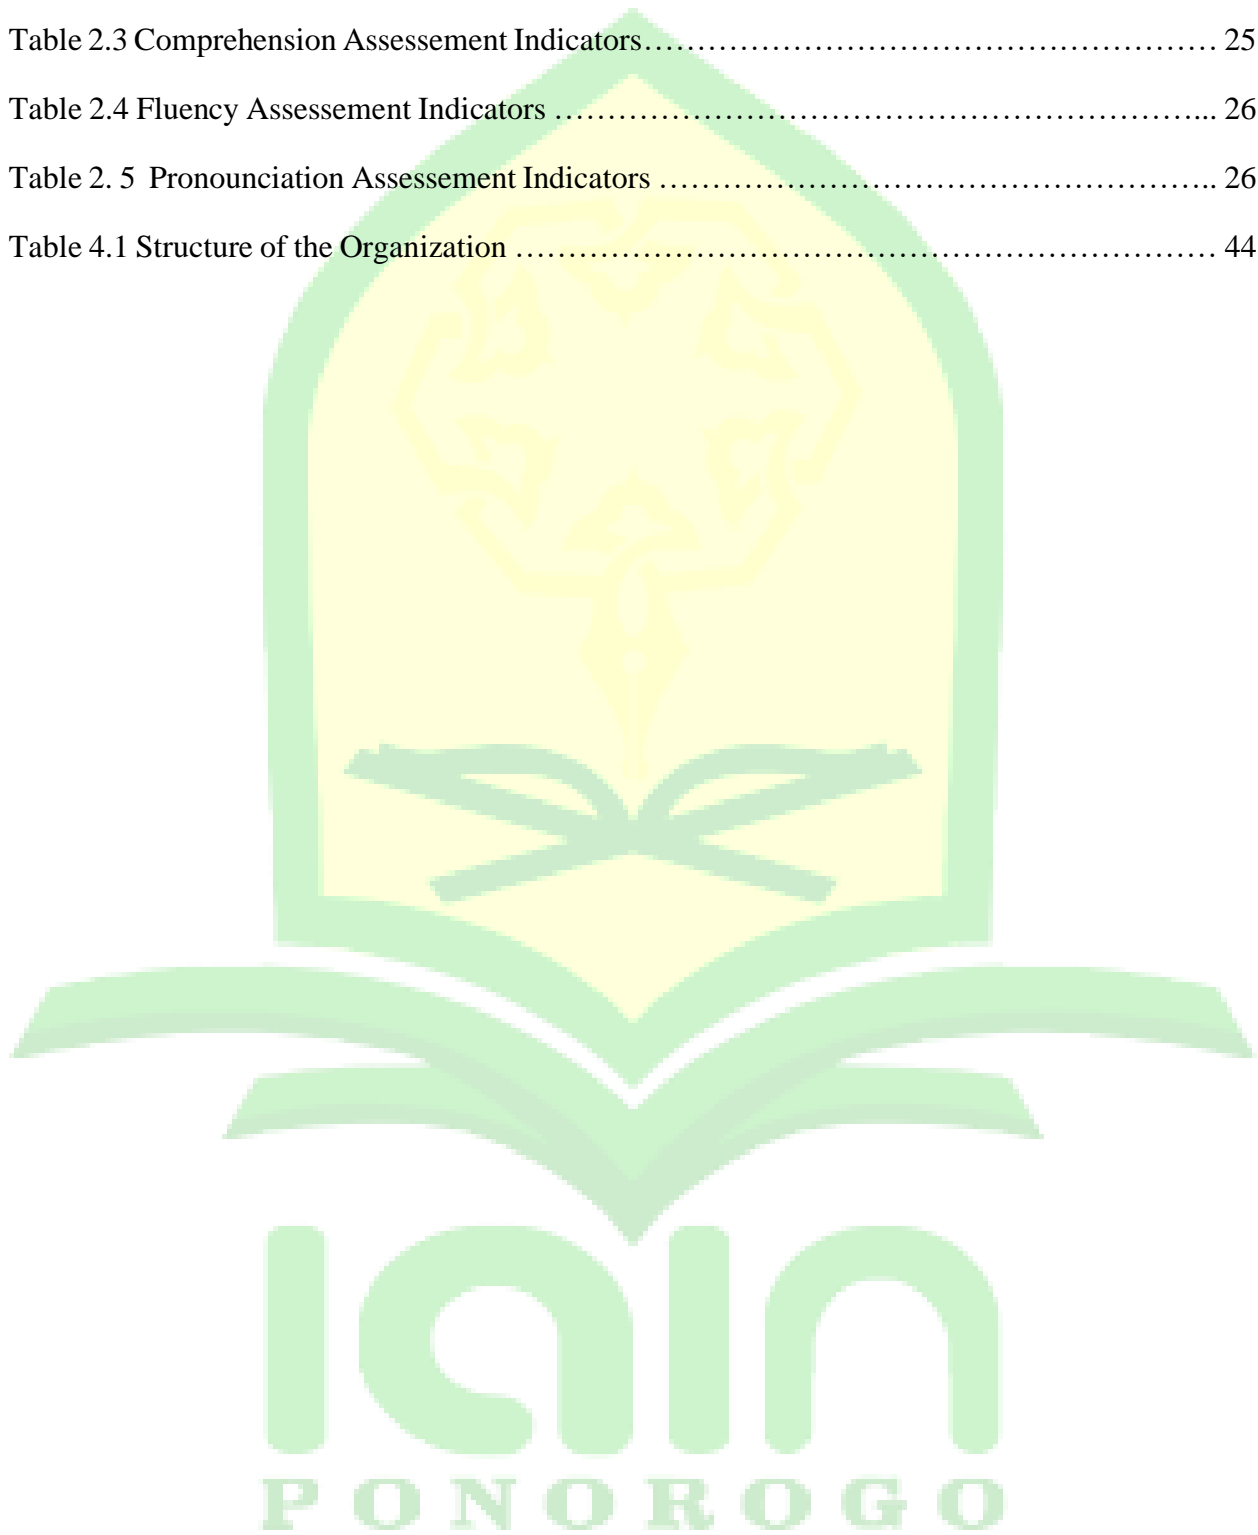 Table 2.3 Comprehension Assessement Indicators…………………………………………………… 25
Table 2.4 Fluency Assessement Indicators ………………………………………………………... 26
Table 2. 5  Pronounciation Assessement Indicators ………………………………………………….. 26
Table 4.1 Structure of the Organization ……………………………………………………………… 44
IAIN
PONOROGO